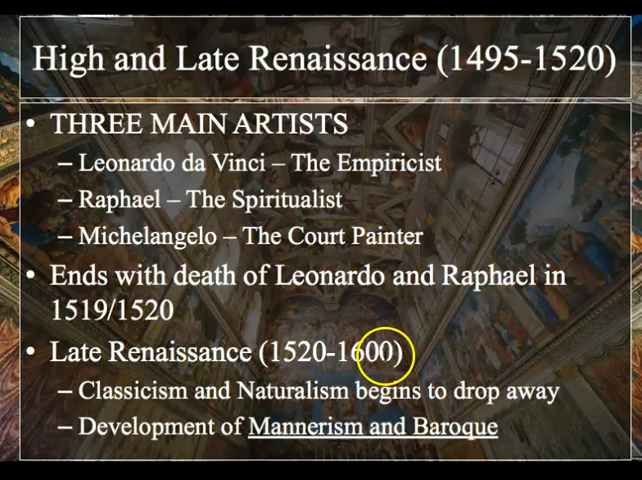 High and Late Renaissance (1495-1520)
• THREE MAIN ARTISTS
– Leonardo da Vinci – The Empiricist
– Raphael – The Spiritualist
– Michelangelo – The Court Painter
• Ends with death of Leonardo and Raphael in
1519/1520
• Late Renaissance (1520-1600)
– Classicism and Naturalism begins to drop away
– Development of Mannerism and Baroque